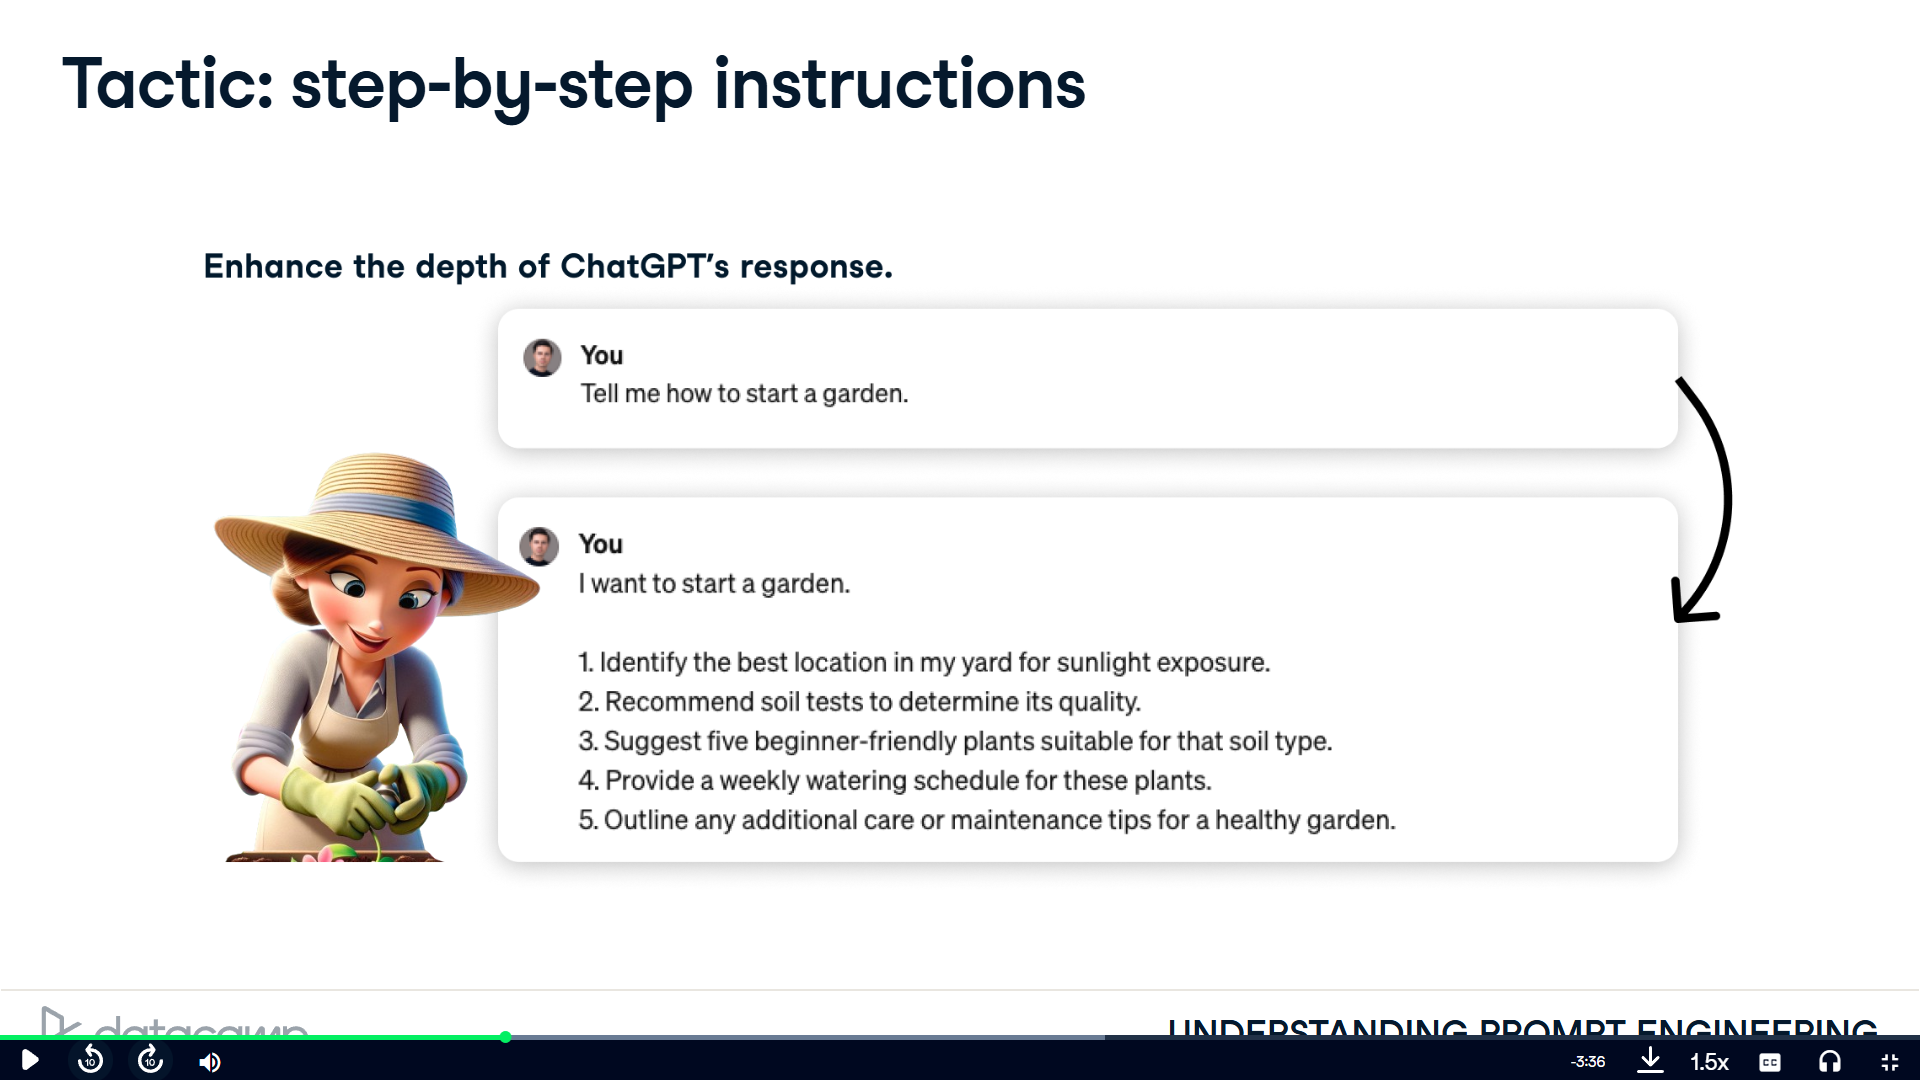 Tactic: step-by-step instructions
Enhance the depth of ChatGPT's response.
You
Tell me how to start a garden.
You
I want to start a garden.
1. Identify the best location in my yard for sunlight exposure.
2. Recommend soil tests to determine its quality.
3. Suggest five beginner-friendly plants suitable for that soil type.
4. Provide a weekly watering schedule for these plants.
5. Outline any additional care or maintenance tips for a healthy garden.
datacamp
UNDERSTANDING PROMPT ENGINEERING
10
10
-3:36
1.5x
CC